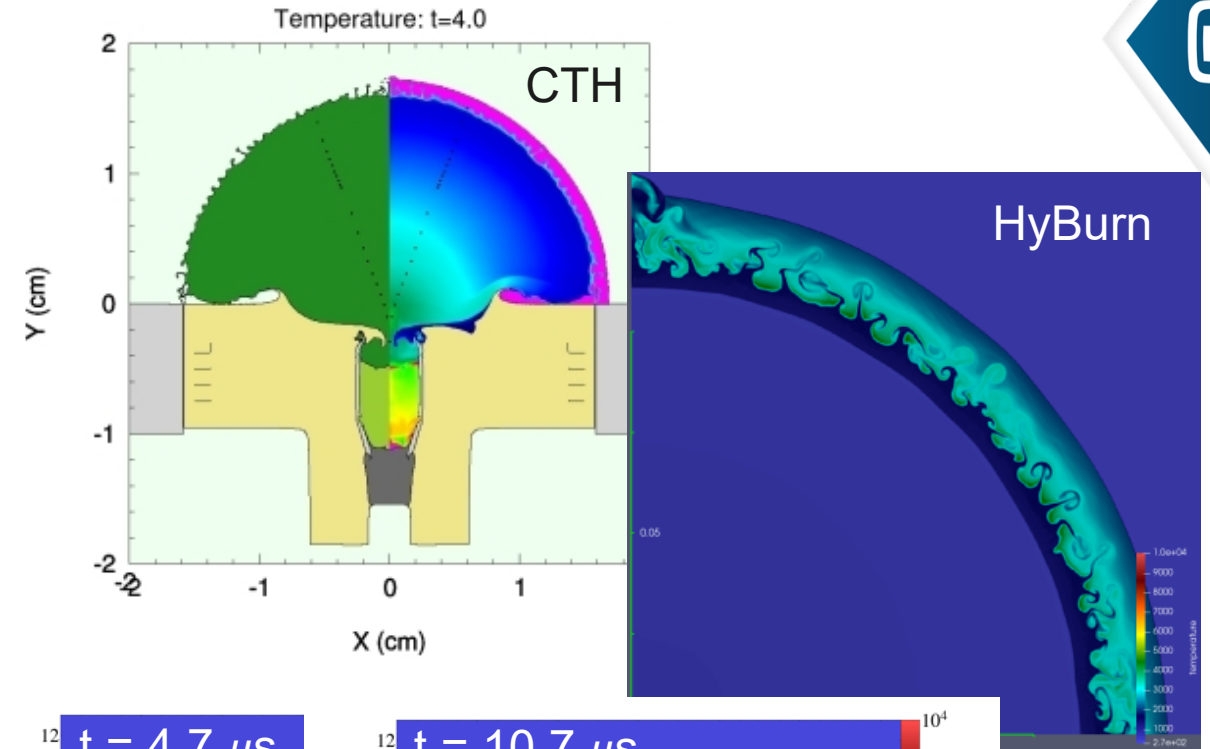 Temperature: t=4.0
CTH
2
1
0
-1
-2
-2
-2
-1
0
1
Y (cm)
X (cm)
HyBurn
0.05
1.0e+04
9000
8000
7000
6000
5000
4000
3000
2000
1000
2.7e+02
temperature
12
t = 4.7 μs
12
t = 10.7 μs
10⁴